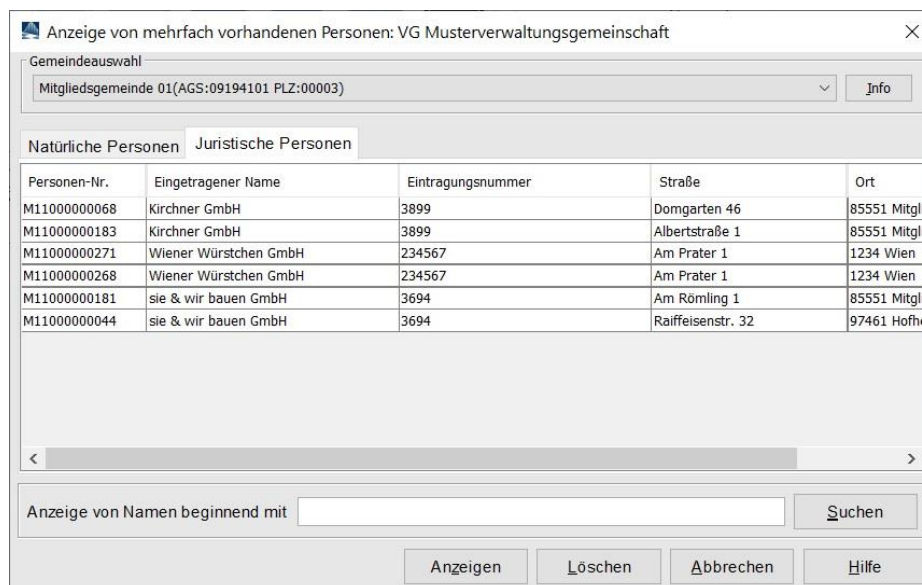 Anzeige von mehrfach vorhandenen Personen: VG Musterverwaltungsgemeinschaft
Gemeindeauswahl
Mitgliedsgemeinde 01(AGS:09194101 PLZ:00003) Info
Natürliche Personen Juristische Personen
Personen-Nr. Eingetragener Name Eintragungsnummer Straße Ort
M11000000068 Kirchner GmbH 3899 Domgarten 46 85551 Mitgl
M11000000183 Kirchner GmbH 3899 Albertstraße 1 85551 Mitgl
M11000000271 Wiener Würstchen GmbH 234567 Am Prater 1 1234 Wien
M11000000268 Wiener Würstchen GmbH 234567 Am Prater 1 1234 Wien
M11000000181 sie & wir bauen GmbH 3694 Am Römling 1 85551 Mitgl
M11000000044 sie & wir bauen GmbH 3694 Raiffeisenstr. 32 97461 Hofh
Anzeige von Namen beginnend mit Suchen
Anzeigen Löschen Abbrechen Hilfe